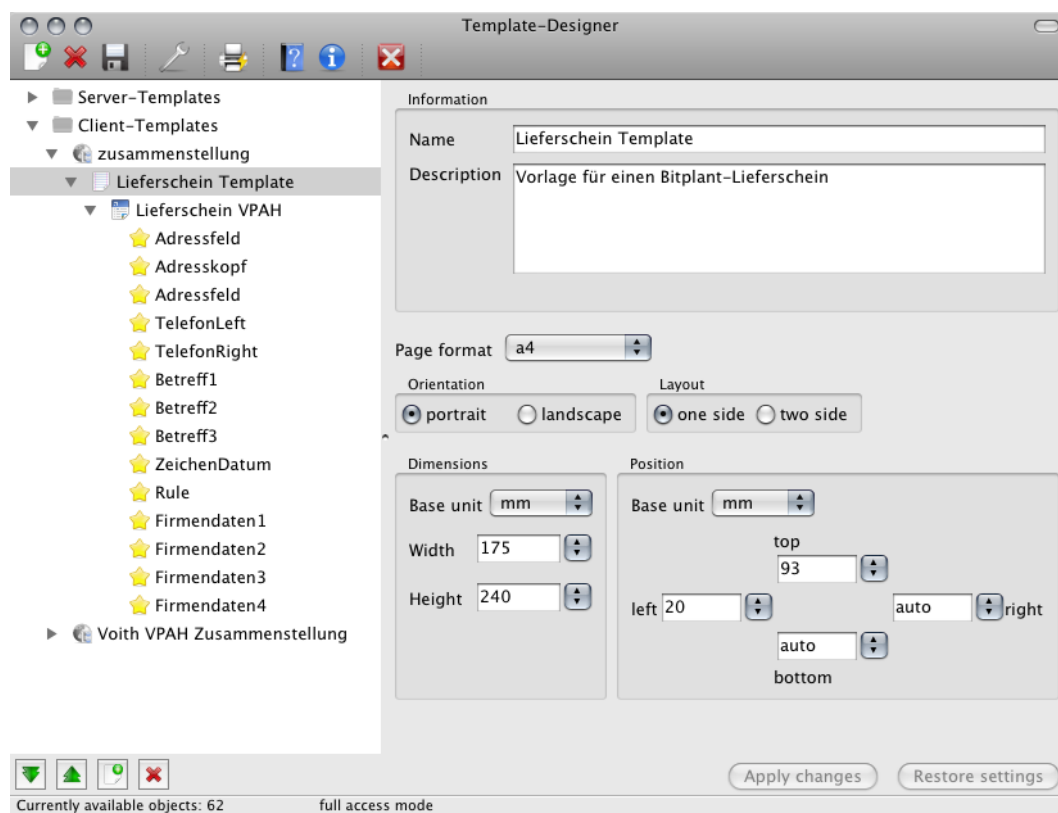 Template-Designer
Server-Templates
Client-Templates
zusammenstellung
Lieferschein Template
Lieferschein VPAH
Adressfeld
Adresskopf
Adressfeld
TelefonLeft
TelefonRight
Betreff1
Betreff2
Betreff3
ZeichenDatum
Rule
Firmendaten1
Firmendaten2
Firmendaten3
Firmendaten4
Voith VPAH Zusammenstellung
Information
Name Lieferschein Template
Description Vorlage für einen Bitplant-Lieferschein
Page format a4
Orientation
portrait landscape
Layout
one side two side
Dimensions
Base unit mm
Width 175
Height 240
Position
Base unit mm
top
93
left 20 auto right
auto
bottom
Apply changes Restore settings
Currently available objects: 62 full access mode